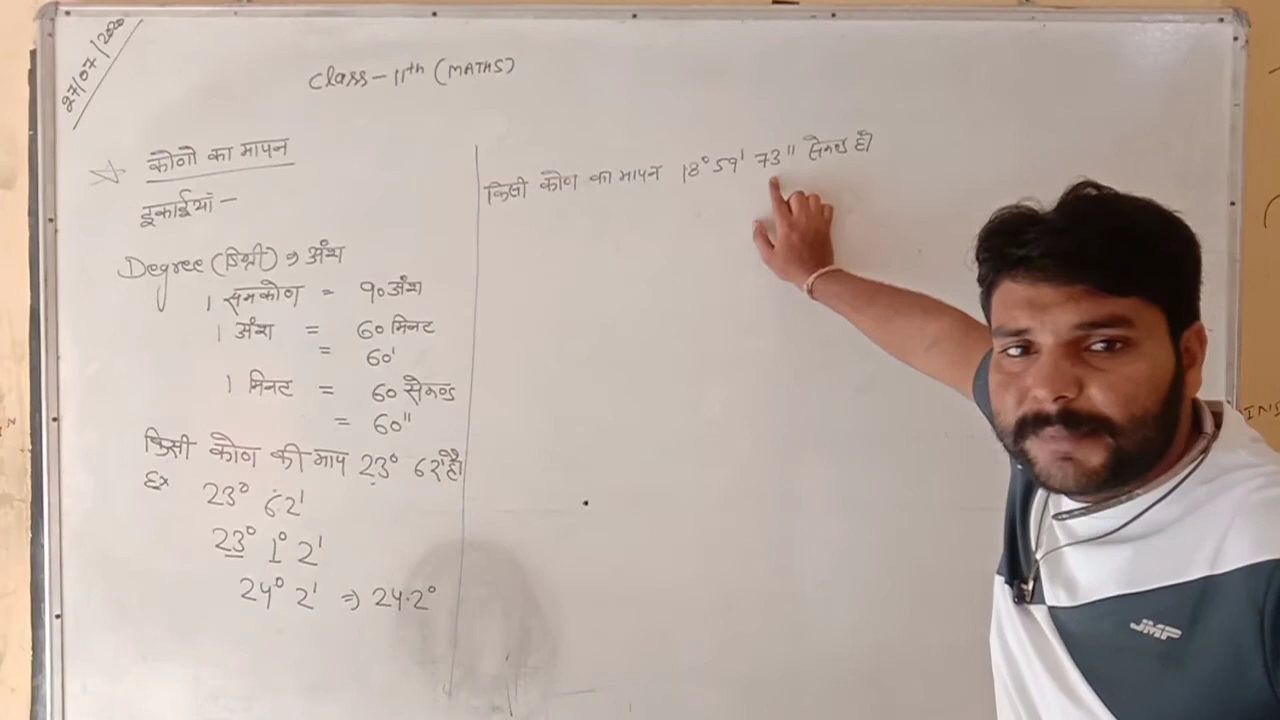 27/07/2020
Class - 11th (MATHS)
कोणो का मापन
इकाईयां -
Degree (डिग्री) ⇒ अंश
1 समकोण = 90 अंश
1 अंश = 60 मिनट
= 60'
1 मिनट = 60 सेकण्ड
= 60"
किसी कोण की माप 23° 62' है।
Ex 23° 62'
23° 1° 2'
24° 2' ⇒ 24.2°
किसी कोण का मापन 18° 59' 73" सेकण्ड हो
JMP